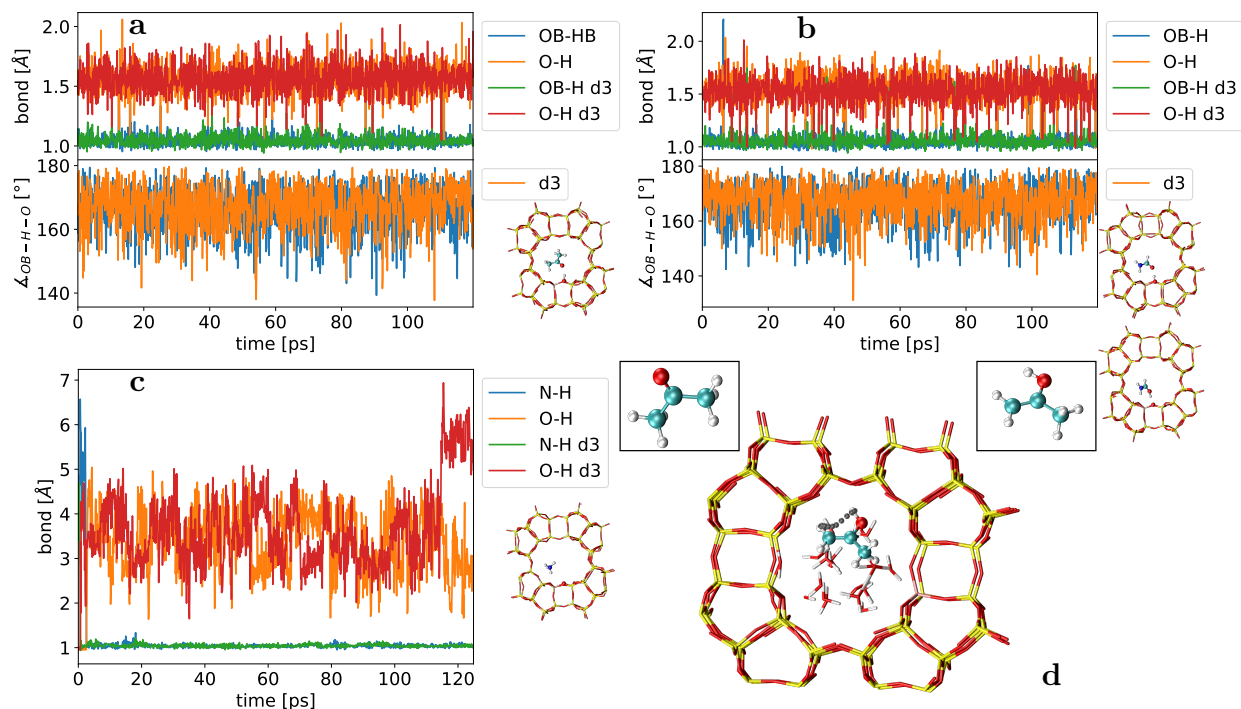 a
2.0
1.5
1.0
bond [Å]
OB-HB
O-H
OB-H d3
O-H d3
180
160
140
∡OB−H−O [°]
d3
0 20 40 60 80 100
time [ps]
b
2.0
1.5
1.0
bond [Å]
OB-H
O-H
OB-H d3
O-H d3
180
160
140
∡OB−H−O [°]
d3
0 20 40 60 80 100
time [ps]
c
7
6
5
4
3
2
1
bond [Å]
N-H
O-H
N-H d3
O-H d3
0 20 40 60 80 100 120
time [ps]
d